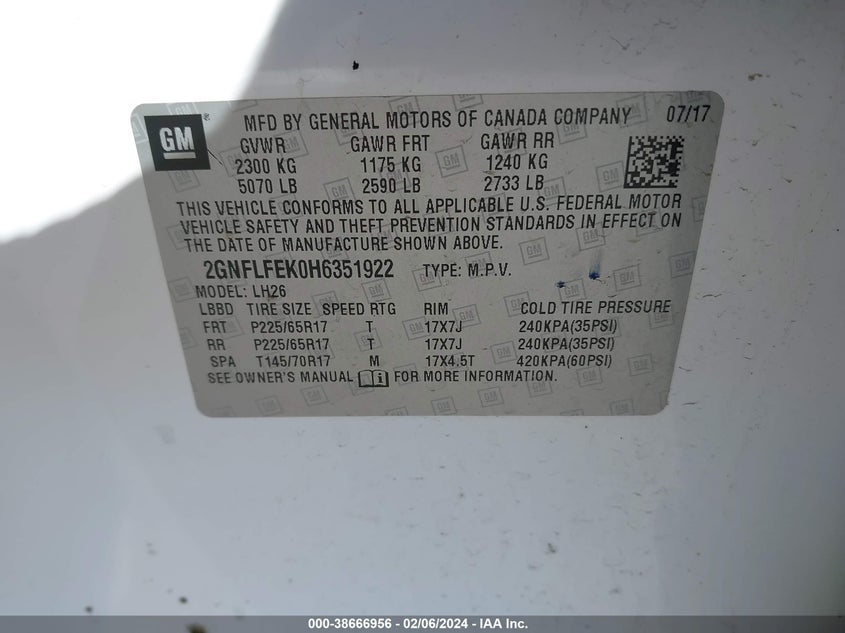 GM
MFD BY GENERAL MOTORS OF CANADA COMPANY 07/17
GVWR GAWR FRT GAWR RR
2300 KG 1175 KG 1240 KG
5070 LB 2590 LB 2733 LB
THIS VEHICLE CONFORMS TO ALL APPLICABLE U.S. FEDERAL MOTOR
VEHICLE SAFETY AND THEFT PREVENTION STANDARDS IN EFFECT ON
THE DATE OF MANUFACTURE SHOWN ABOVE.
2GNFLFEK0H6351922 TYPE: M.P.V.
MODEL: LH26
LBBD TIRE SIZE SPEED RTG RIM COLD TIRE PRESSURE
FRT P225/65R17 T 17X7J 240KPA(35PSI)
RR P225/65R17 T 17X7J 240KPA(35PSI)
SPA T145/70R17 M 17X4.5T 420KPA(60PSI)
SEE OWNER'S MANUAL FOR MORE INFORMATION.
000-38666956 - 02/06/2024 - IAA Inc.